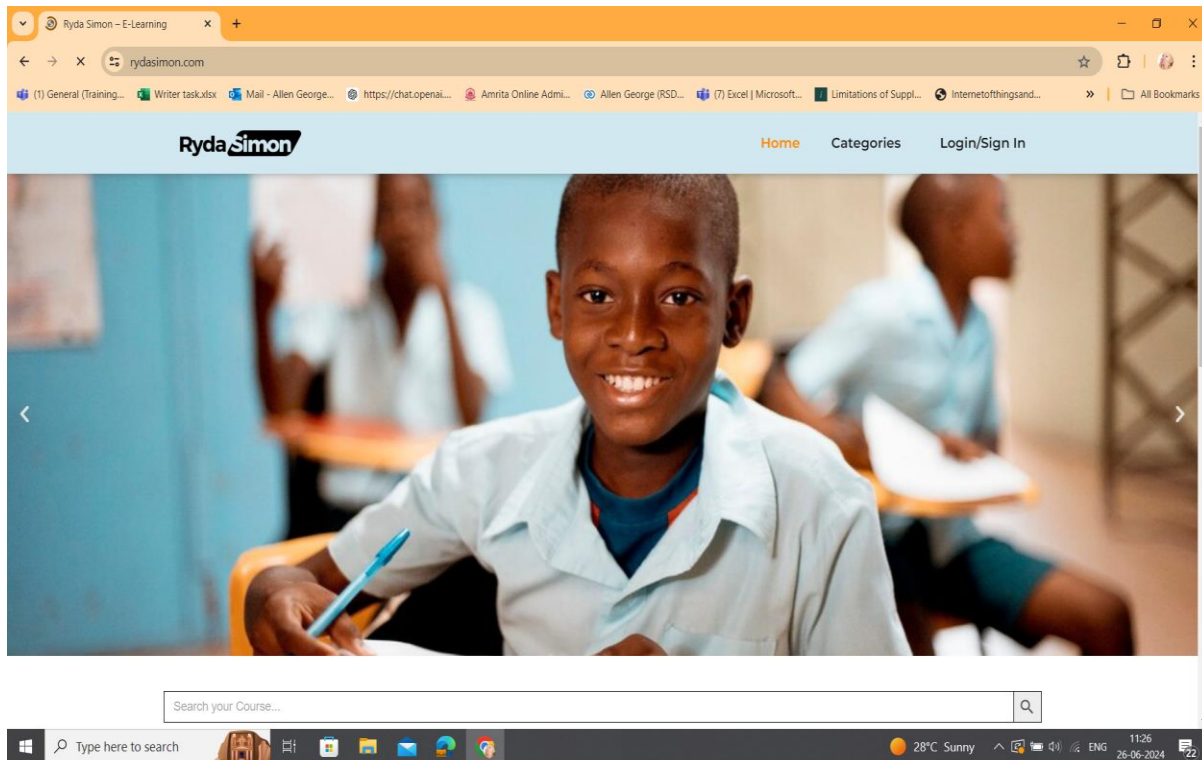 Ryda Simon – E-Learning
rydasimon.com
(1) General (Training... Writer task.xlsx Mail - Allen George... https://chat.openai.... Amrita Online Admi... Allen George (RSD... (7) Excel | Microsoft... Limitations of Suppl... Internetofthingsand... » All Bookmarks
Ryda Simon Home Categories Login/Sign In
Search your Course...
Type here to search 28°C Sunny ENG 11:26
26-06-2024 22